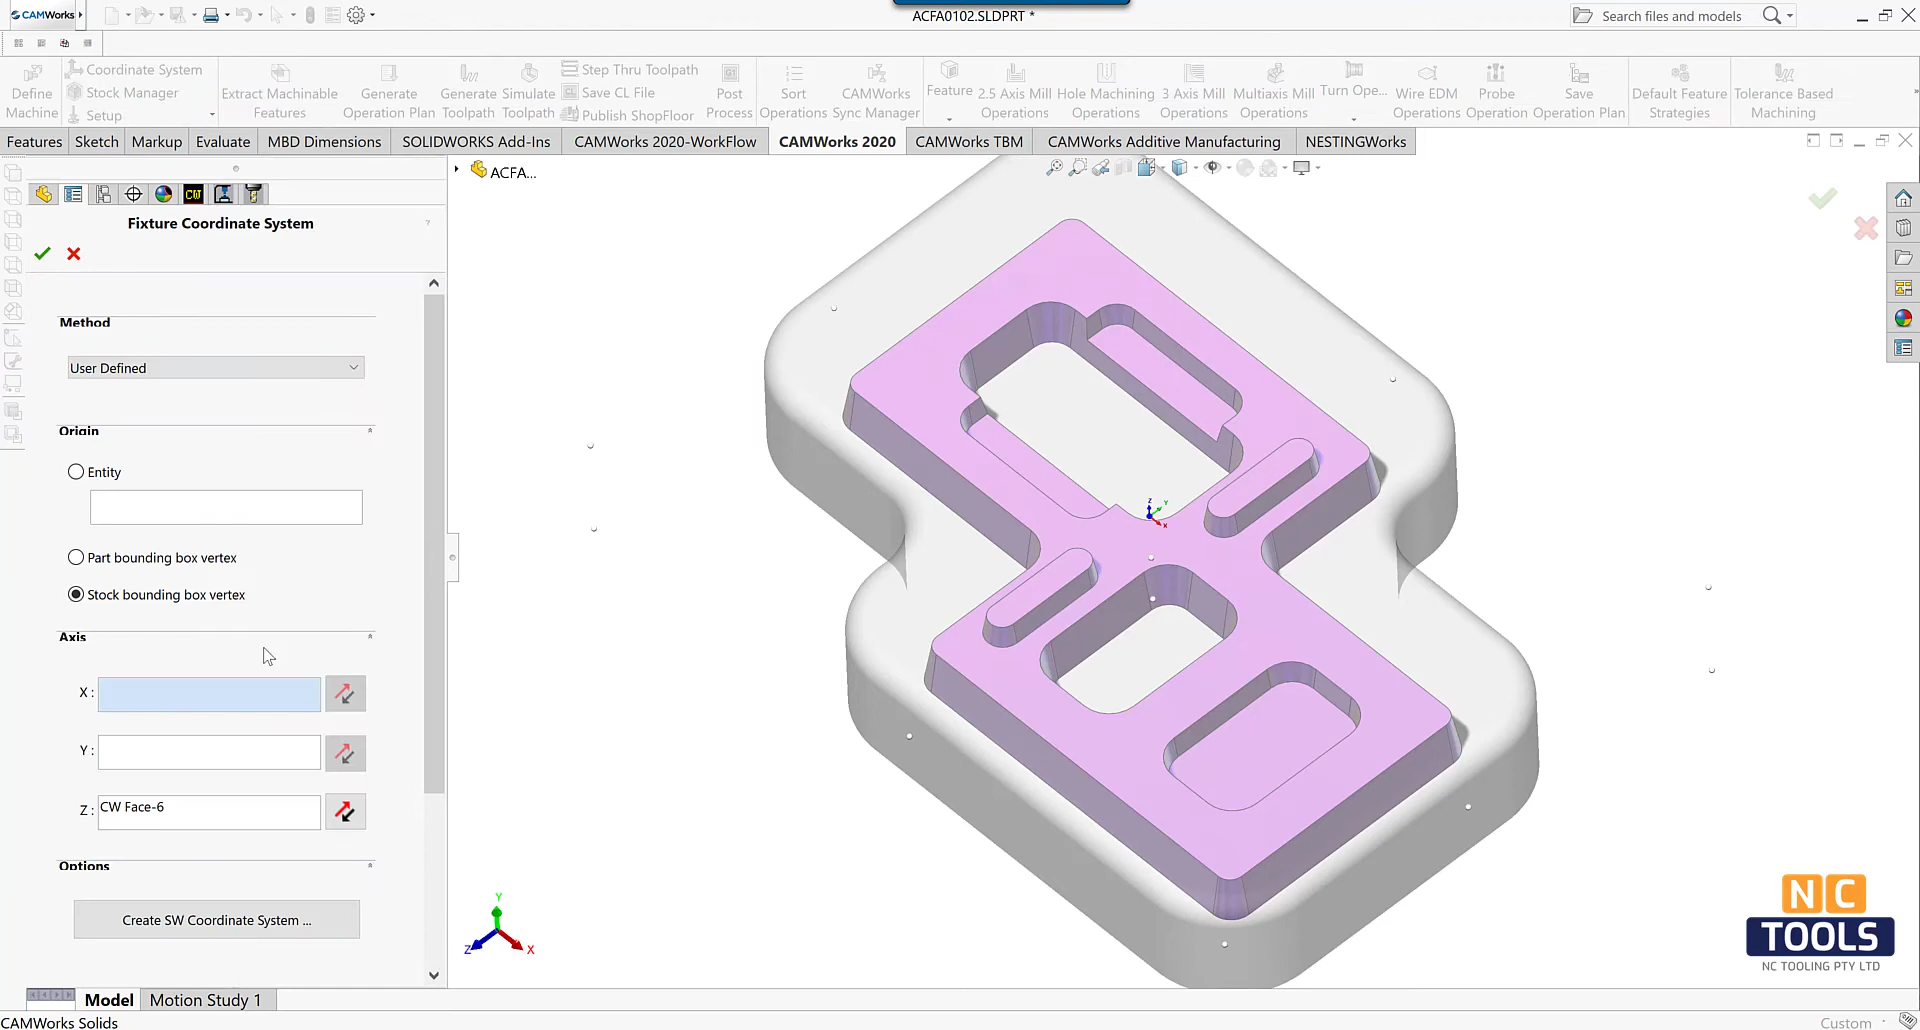 CAMWorks
ACFA0102.SLDPRT *
Search files and models
Define Machine
Coordinate System
Stock Manager
Setup
Extract Machinable Features
Generate Operation Plan
Generate Toolpath
Simulate Toolpath
Step Thru Toolpath
Save CL File
Publish ShopFloor
Post Process
Sort Operations
CAMWorks Sync Manager
Feature
2.5 Axis Mill Operations
Hole Machining Operations
3 Axis Mill Operations
Multiaxis Mill Operations
Turn Ope...
Wire EDM Operations
Probe Operation
Save Operation Plan
Default Feature Strategies
Tolerance Based Machining
Features Sketch Markup Evaluate MBD Dimensions SOLIDWORKS Add-Ins CAMWorks 2020-WorkFlow CAMWorks 2020 CAMWorks TBM CAMWorks Additive Manufacturing NESTINGWorks
ACFA...
CW
Fixture Coordinate System
?
Method
User Defined
Origin
Entity
Part bounding box vertex
Stock bounding box vertex
Axis
X :
Y :
Z : CW Face-6
Options
Create SW Coordinate System ...
Z
Y
X
Y
Z
X
NC
TOOLS
NC TOOLING PTY LTD
Model Motion Study 1
CAMWorks Solids
Custom